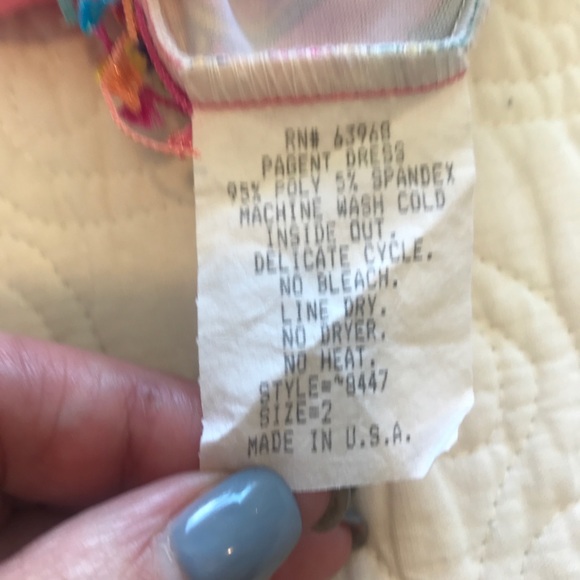 RN# 63968
PAGENT DRESS
95% POLY 5% SPANDEX
MACHINE WASH COLD
INSIDE OUT.
DELICATE CYCLE.
NO BLEACH.
LINE DRY.
NO DRYER.
NO HEAT.
STYLE=~8447
SIZE=2
MADE IN U.S.A.